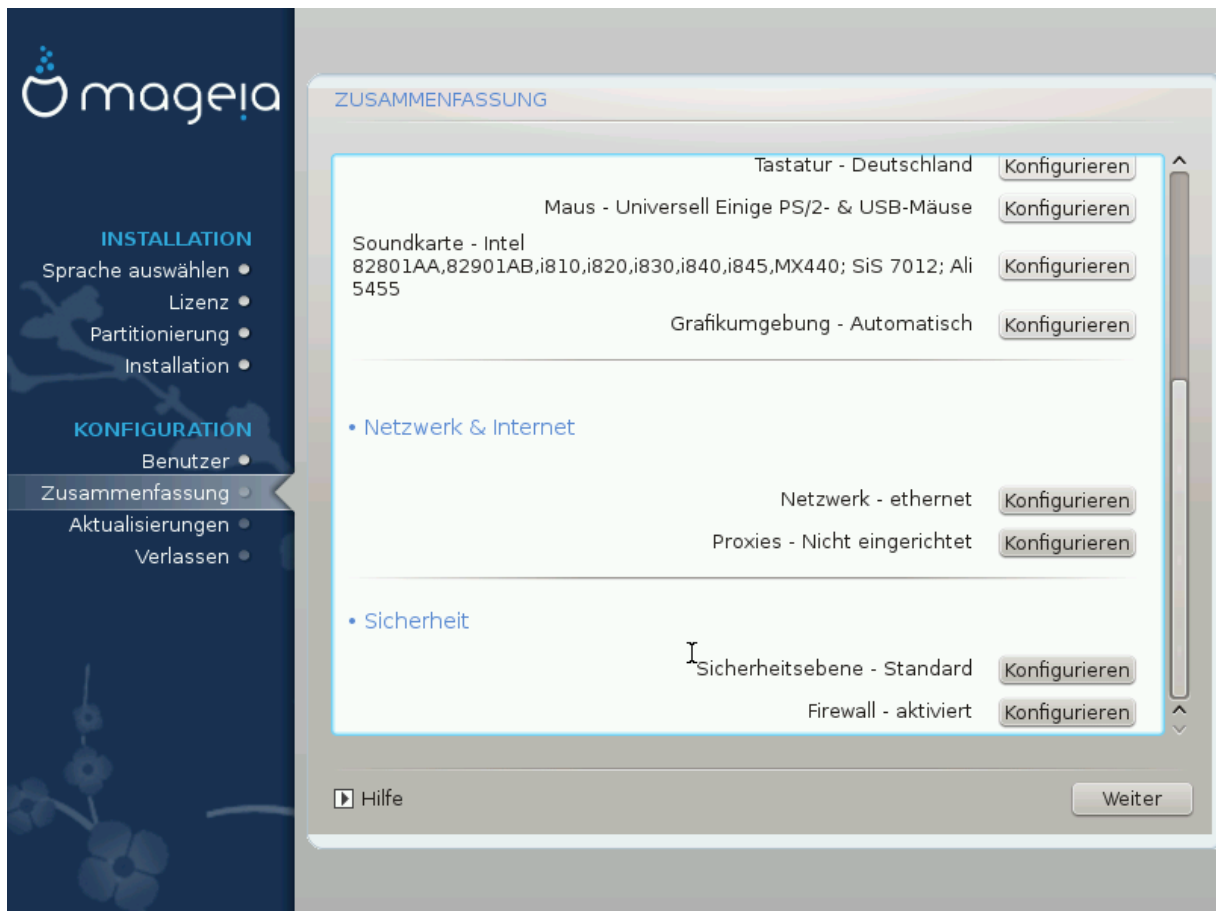 mageia
INSTALLATION
Sprache auswählen
Lizenz
Partitionierung
Installation
KONFIGURATION
Benutzer
Zusammenfassung
Aktualisierungen
Verlassen
ZUSAMMENFASSUNG
Tastatur - Deutschland Konfigurieren
Maus - Universell Einige PS/2- & USB-Mäuse Konfigurieren
Soundkarte - Intel
82801AA,82901AB,i810,i820,i830,i840,i845,MX440; SiS 7012; Ali Konfigurieren
5455
Grafikumgebung - Automatisch Konfigurieren
• Netzwerk & Internet
Netzwerk - ethernet Konfigurieren
Proxies - Nicht eingerichtet Konfigurieren
• Sicherheit
Sicherheitsebene - Standard Konfigurieren
Firewall - aktiviert Konfigurieren
Hilfe Weiter